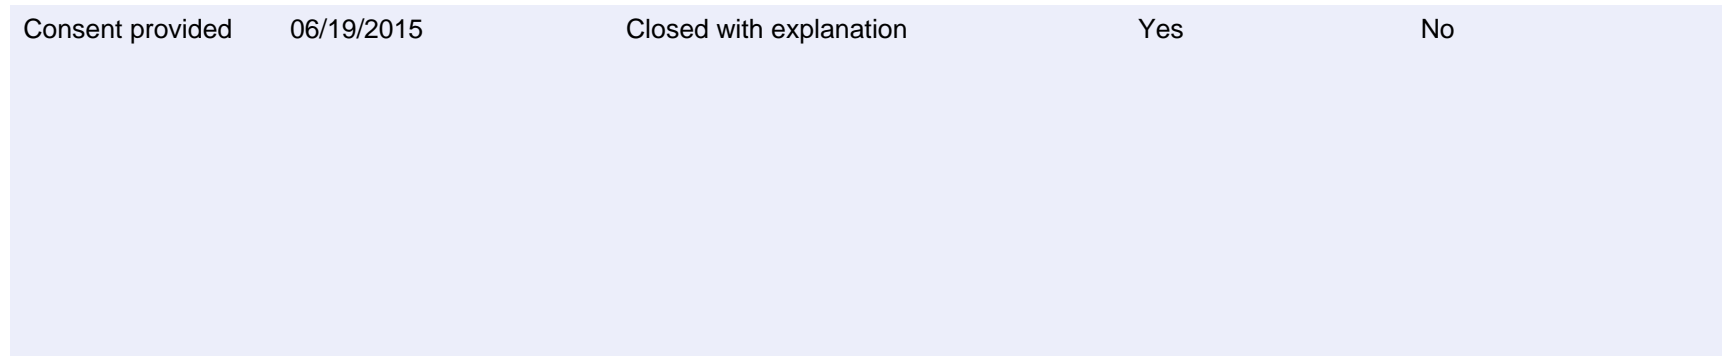 Consent provided 06/19/2015 Closed with explanation Yes No